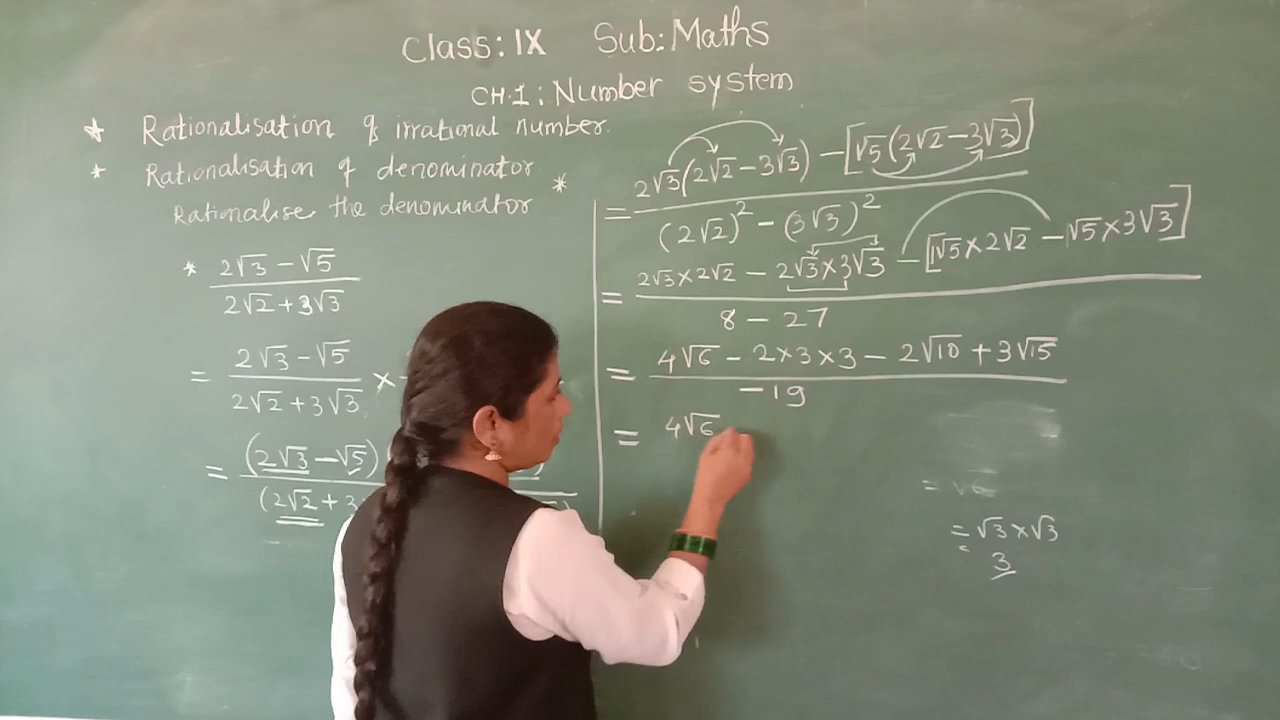 Class: IX Sub: Maths
CH.1: Number system
* Rationalisation of irrational number.
* Rationalisation of denominator
Rationalise the denominator *
* 2√3 − √5
2√2 + 3√3
= 2√3 − √5 ×
2√2 + 3√3
= (2√3 − √5)
(2√2 + 3
= 2√3(2√2 − 3√3) − [√5(2√2 − 3√3)]
(2√2)² − (3√3)²
= 2√3×2√2 − 2√3×3√3 − [√5×2√2 − √5×3√3]
8 − 27
= 4√6 − 2×3×3 − 2√10 + 3√15
−19
= 4√6
= √6
= √3×√3
= 3